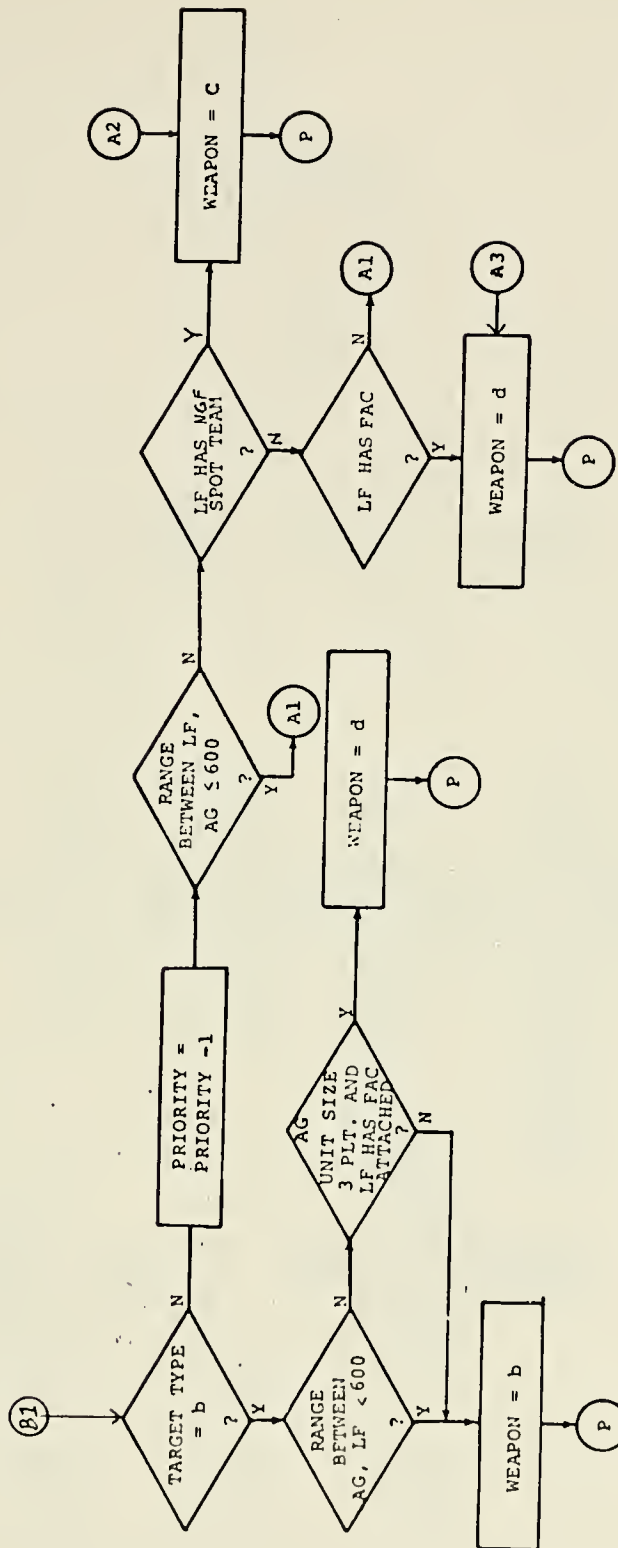 B1
TARGET TYPE
= b
?
N
Y
PRIORITY =
PRIORITY -1
RANGE
BETWEEN LF,
AG ≤ 600
?
N
Y
A1
LF HAS NGF
SPOT TEAM
?
Y
N
A2
WEAPON = C
P
LF HAS FAC
?
N
A1
Y
WEAPON = d
A3
P
RANGE
BETWEEN
AG, LF < 600
?
N
Y
AG
UNIT SIZE
3 PLT. AND
LF HAS FAC
ATTACHED
?
Y
N
WEAPON = d
P
WEAPON = b
P